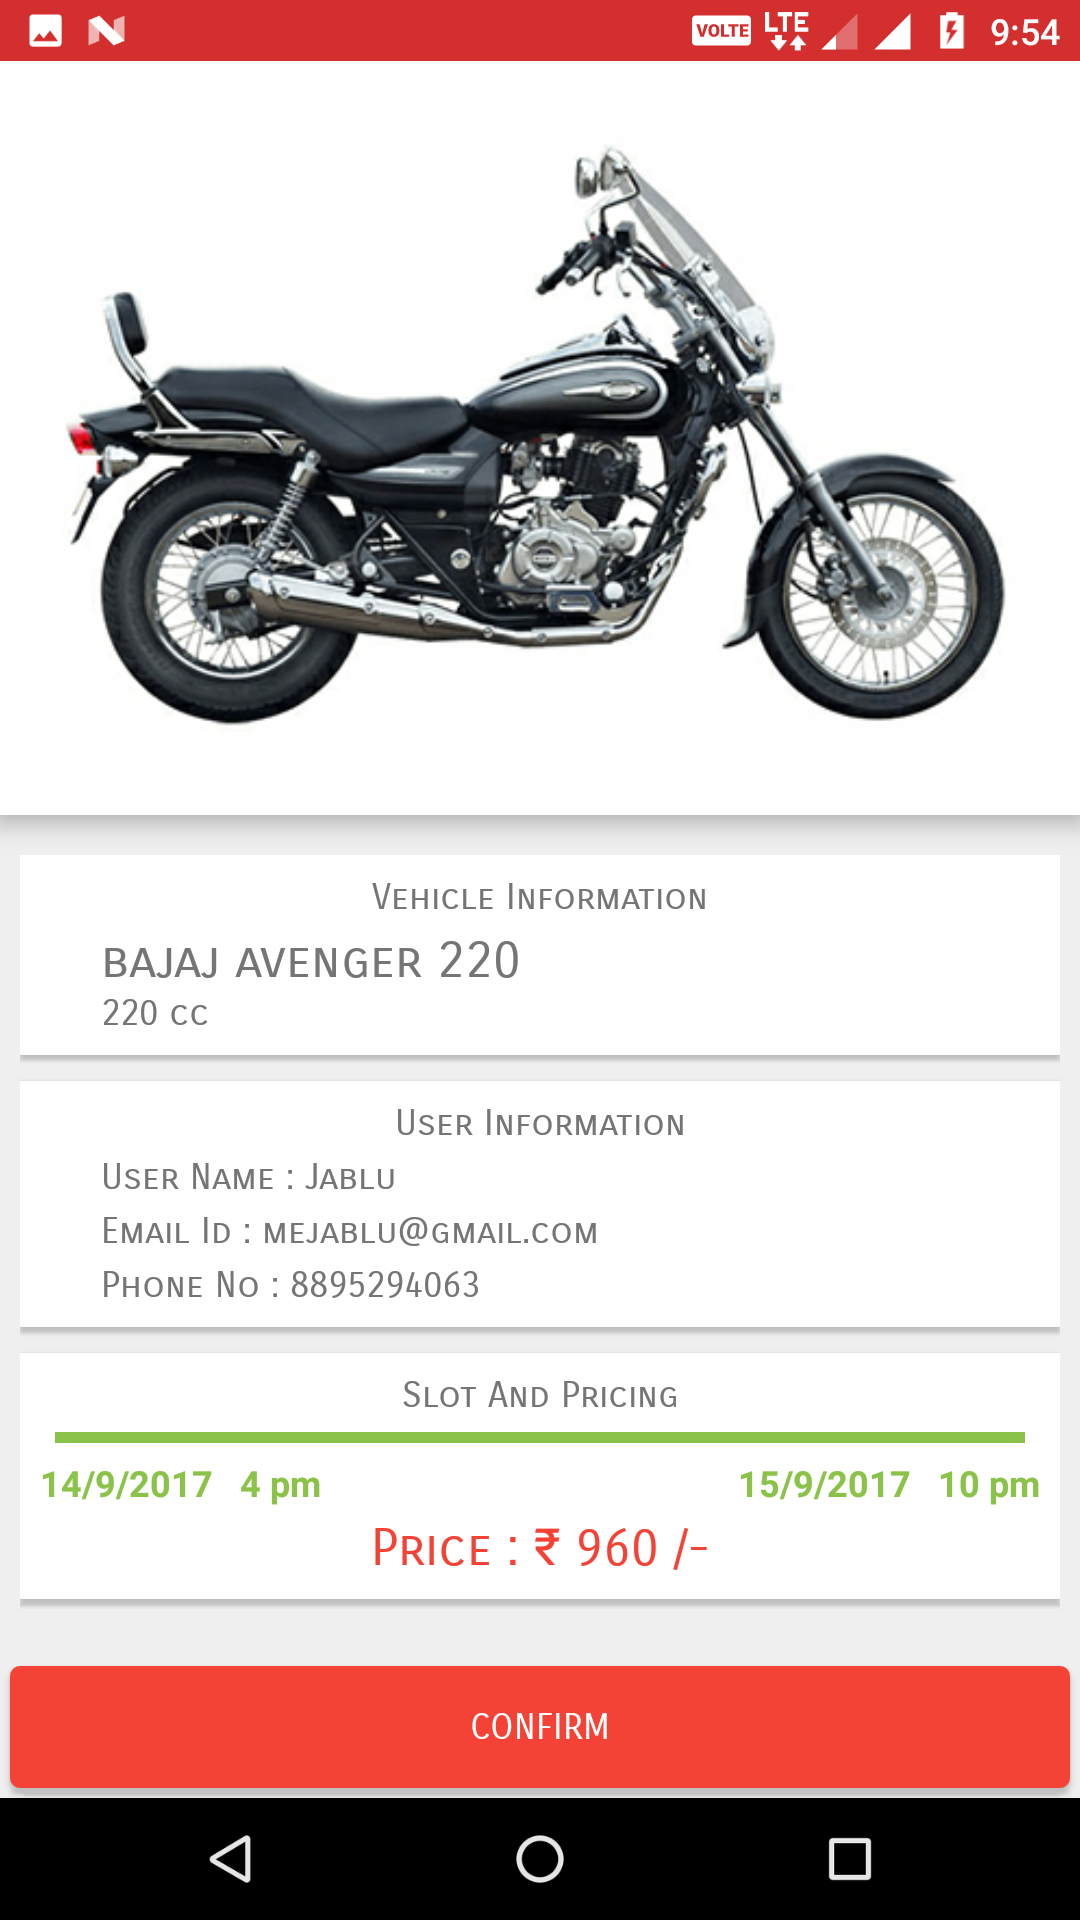 VOLTE LTE 9:54
Vehicle Information
BAJAJ AVENGER 220
220 CC
User Information
User Name : Jablu
Email Id : mejablu@gmail.com
Phone No : 8895294063
Slot And Pricing
14/9/2017 4 pm 15/9/2017 10 pm
Price : ₹ 960 /-
CONFIRM